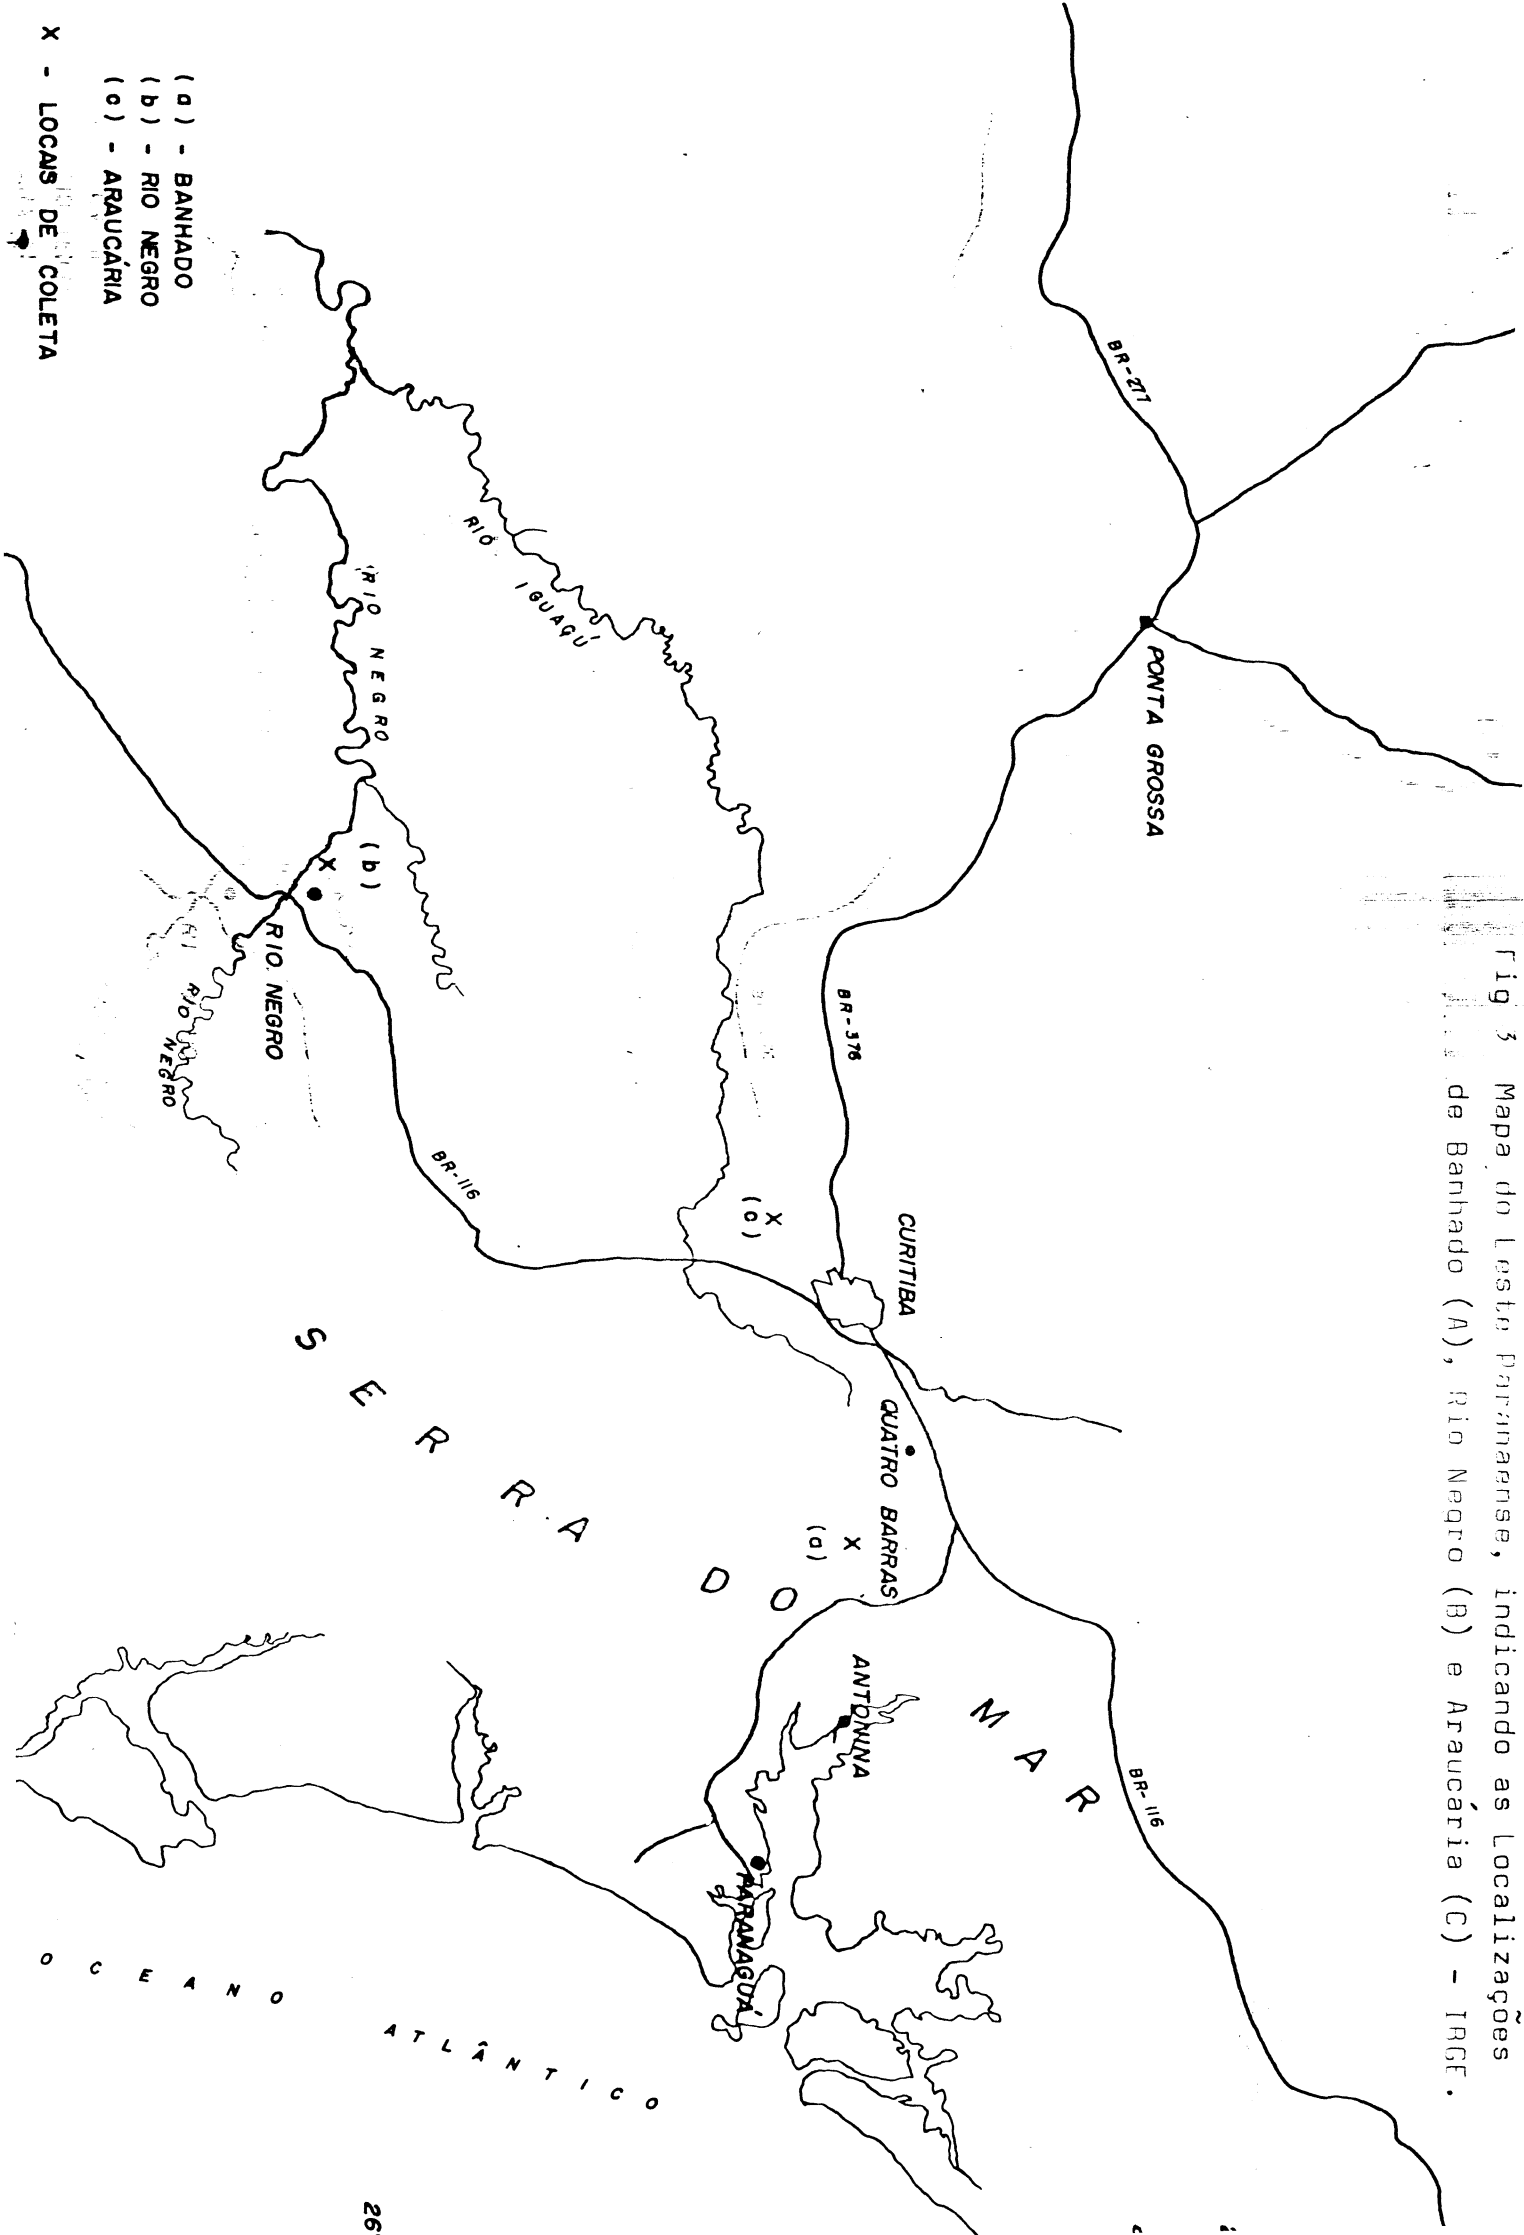 Fig 3 Mapa do Leste Paranaense, indicando as Localizações
de Banhado (A), Rio Negro (B) e Araucária (C) - IBGE.
BR-277
PONTA GROSSA
BR-376
CURITIBA
QUATRO BARRAS
X
(a)
BR-116
MAR
ANTONINA
PARANAGUÁ
RIO IGUAÇÚ
X
(c)
SERRA DO
RIO NEGRO
(b)
X
RIO NEGRO
RIO NEGRO
BR-116
OCEANO ATLÂNTICO
26
(a) - BANHADO
(b) - RIO NEGRO
(c) - ARAUCÁRIA
X - LOCAIS DE COLETA